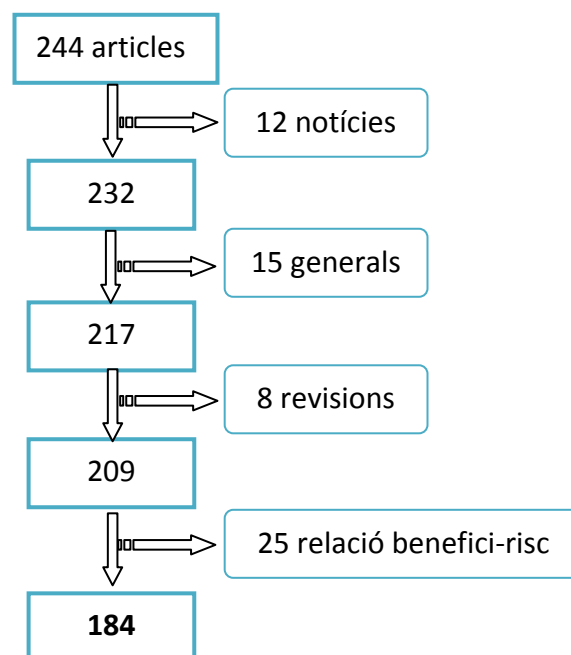 244 articles
12 notícies
232
15 generals
217
8 revisions
209
25 relació benefici-risc
184